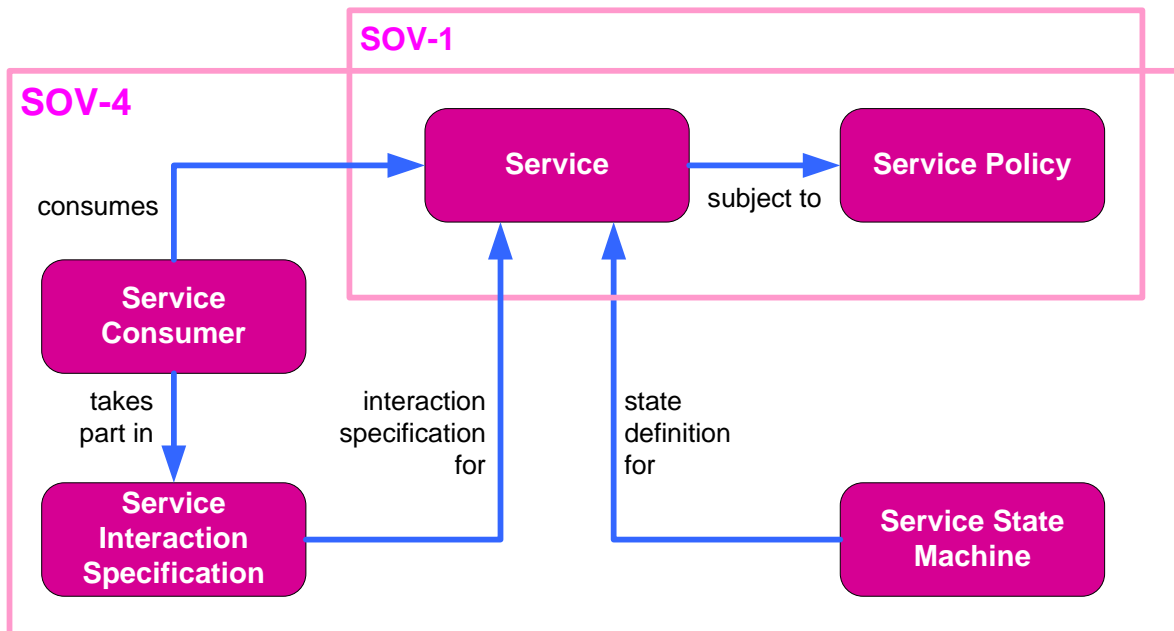 SOV-1
SOV-4
Service
Service Policy
consumes
subject to
Service
Consumer
takes
part in
interaction
specification
for
state
definition
for
Service
Interaction
Specification
Service State
Machine